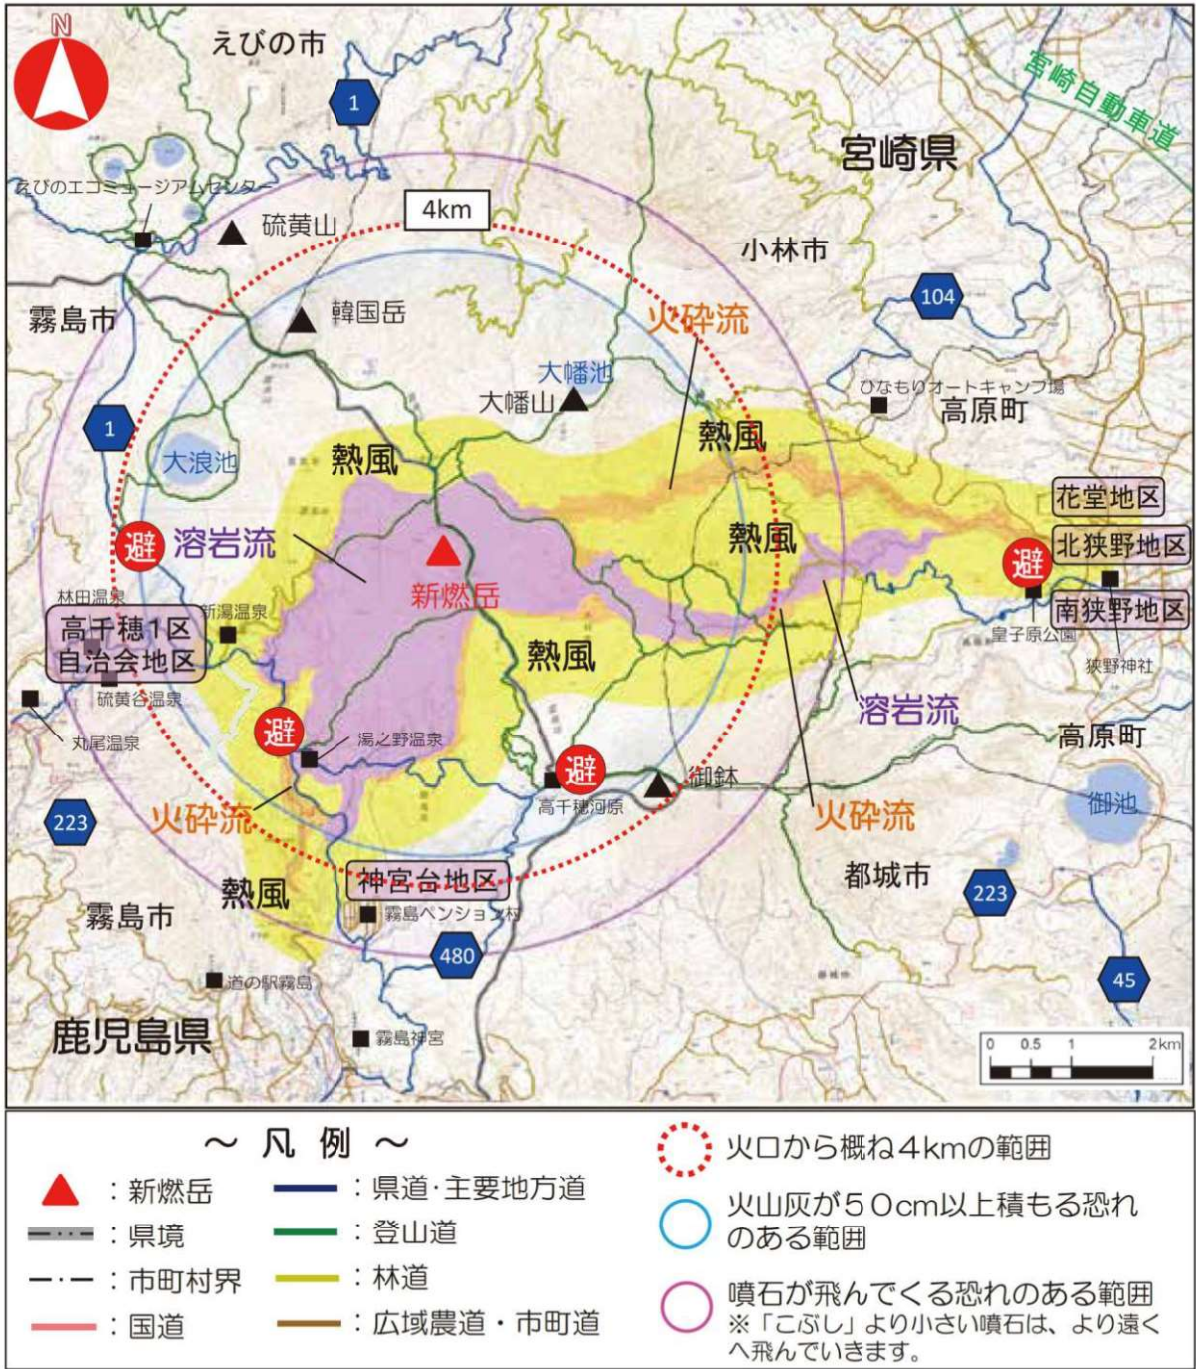 N
えびの市
1
宮崎自動車道
宮崎県
えびのエコミュージアムセンター
硫黄山
4km
小林市
104
霧島市
韓国岳
火砕流
大幡池
大幡山
ひなもりオートキャンプ場
高原町
1
大浪池
熱風
熱風
花堂地区
避
溶岩流
熱風
避
北狭野地区
新燃岳
林田温泉
新湯温泉
高千穂1区
自治会地区
南狭野地区
皇子原公園
熱風
狭野神社
硫黄谷温泉
溶岩流
丸尾温泉
避
湯之野温泉
高原町
避
御鉢
高千穂河原
御池
223
火砕流
火砕流
神宮台地区
都城市
223
熱風
霧島市
霧島ペンション村
480
45
道の駅霧島
鹿児島県
霧島神宮
0 0.5 1 2km
～ 凡 例 ～
：新燃岳
：県境
：市町村界
：国道
：県道・主要地方道
：登山道
：林道
：広域農道・市町道
火口から概ね4kmの範囲
火山灰が50cm以上積もる恐れ
のある範囲
噴石が飛んでくる恐れのある範囲
※「こぶし」より小さい噴石は、より遠く
へ飛んでいきます。